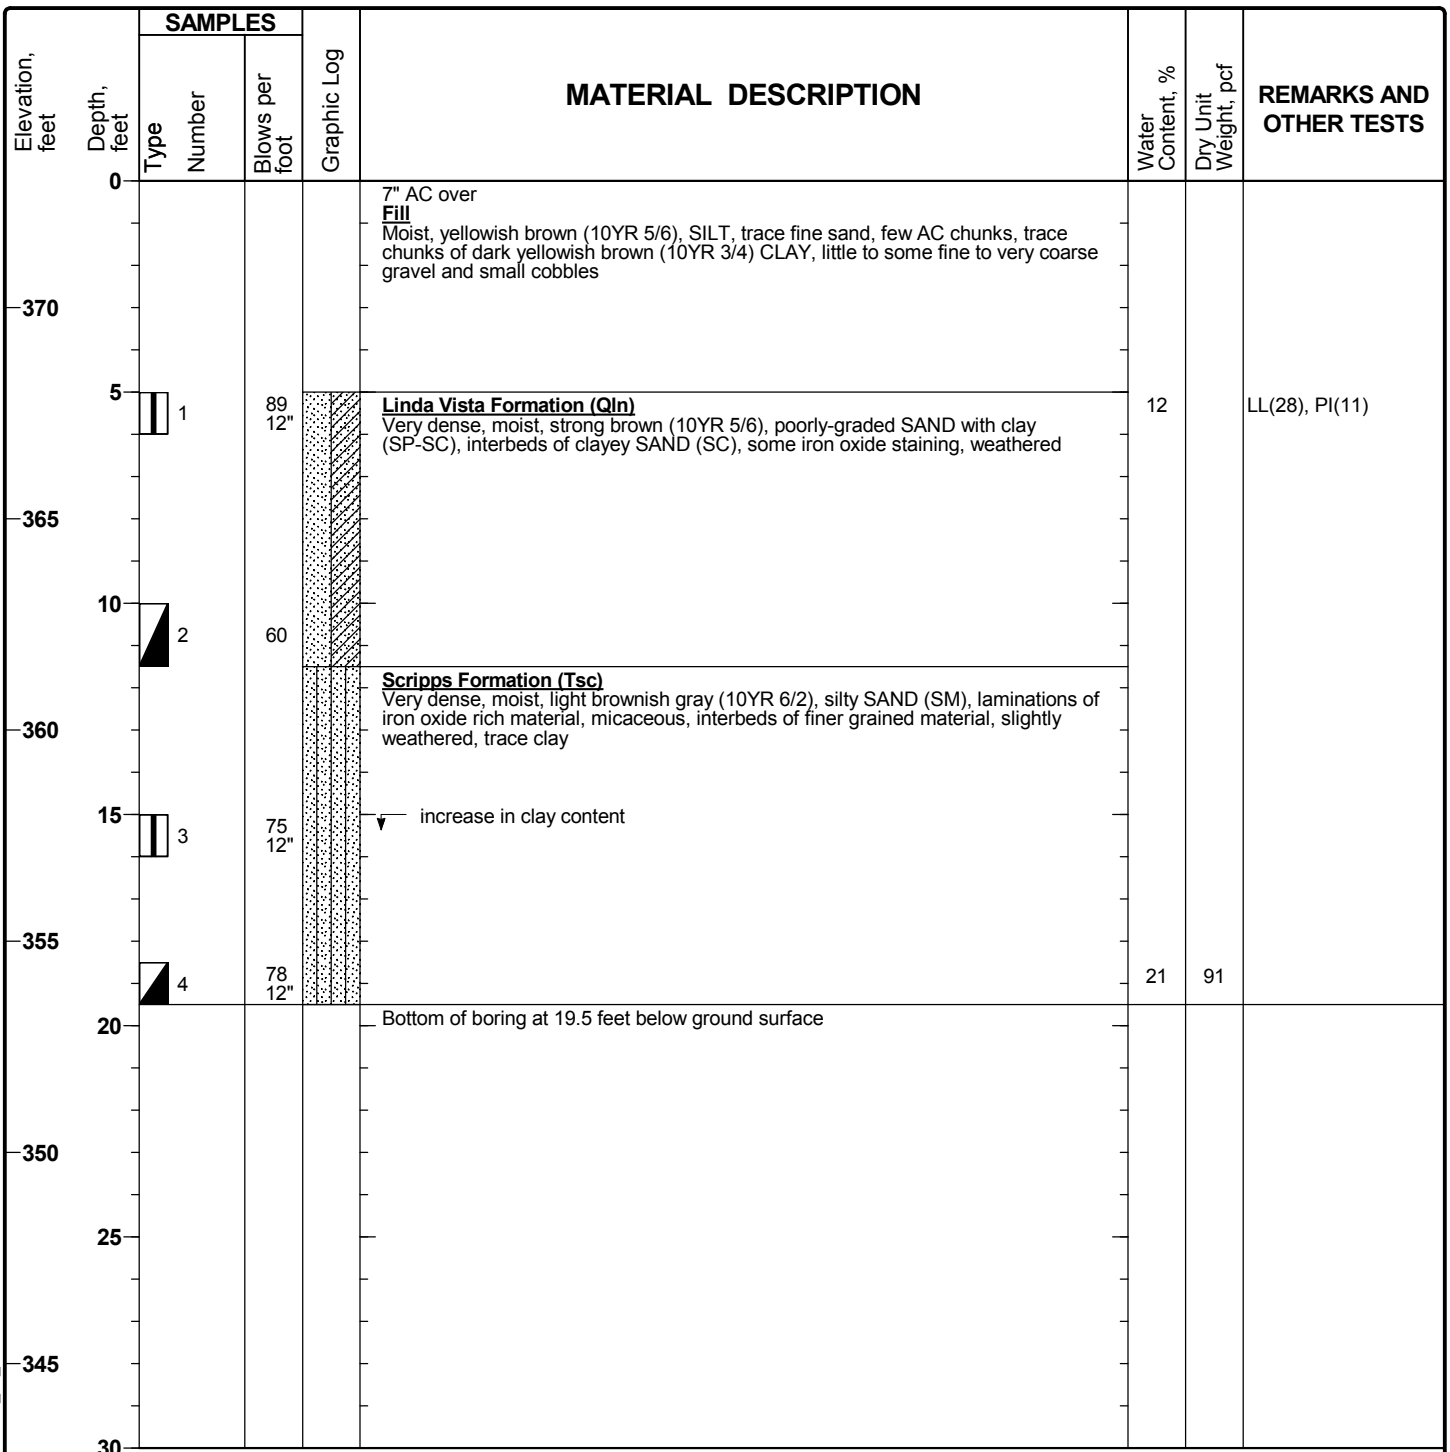 SAMPLES
Elevation,
feet
Depth,
feet
Type
Number
Blows per
foot
Graphic Log
MATERIAL DESCRIPTION
Water
Content, %
Dry Unit
Weight, pcf
REMARKS AND
OTHER TESTS
0
7" AC over
Fill
Moist, yellowish brown (10YR 5/6), SILT, trace fine sand, few AC chunks, trace
chunks of dark yellowish brown (10YR 3/4) CLAY, little to some fine to very coarse
gravel and small cobbles
370
5
1
89
12"
Linda Vista Formation (Qln)
Very dense, moist, strong brown (10YR 5/6), poorly-graded SAND with clay
(SP-SC), interbeds of clayey SAND (SC), some iron oxide staining, weathered
12
LL(28), PI(11)
365
10
2
60
Scripps Formation (Tsc)
Very dense, moist, light brownish gray (10YR 6/2), silty SAND (SM), laminations of
iron oxide rich material, micaceous, interbeds of finer grained material, slightly
weathered, trace clay
360
15
3
75
12"
increase in clay content
355
4
78
12"
21
91
20
Bottom of boring at 19.5 feet below ground surface
350
25
345
30